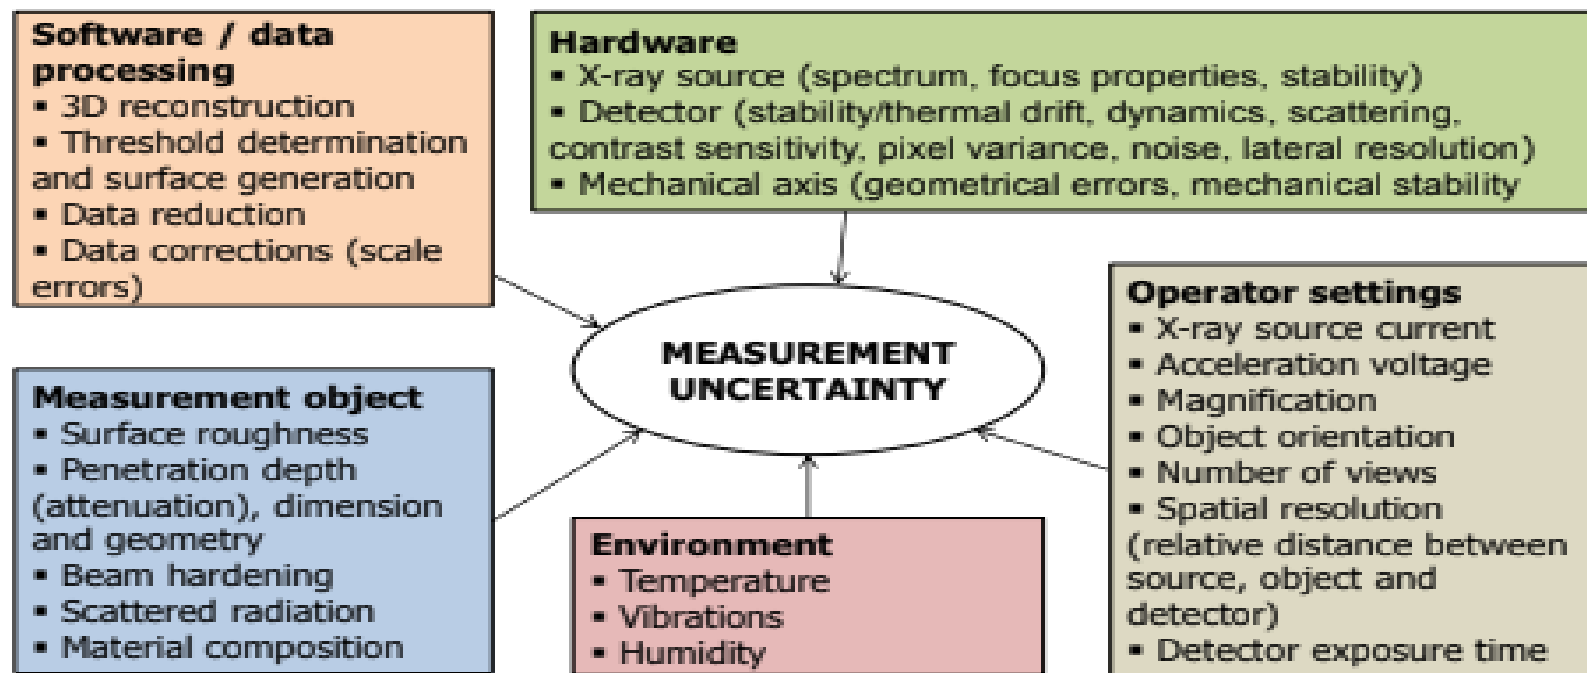 Software / data
processing
▪ 3D reconstruction
▪ Threshold determination
and surface generation
▪ Data reduction
▪ Data corrections (scale
errors)
Hardware
▪ X-ray source (spectrum, focus properties, stability)
▪ Detector (stability/thermal drift, dynamics, scattering,
contrast sensitivity, pixel variance, noise, lateral resolution)
▪ Mechanical axis (geometrical errors, mechanical stability
MEASUREMENT
UNCERTAINTY
Operator settings
▪ X-ray source current
▪ Acceleration voltage
▪ Magnification
▪ Object orientation
▪ Number of views
▪ Spatial resolution
(relative distance between
source, object and
detector)
▪ Detector exposure time
Measurement object
▪ Surface roughness
▪ Penetration depth
(attenuation), dimension
and geometry
▪ Beam hardening
▪ Scattered radiation
▪ Material composition
Environment
▪ Temperature
▪ Vibrations
▪ Humidity